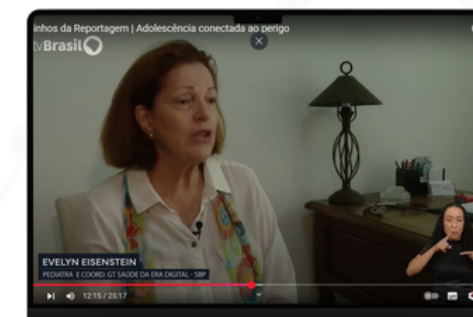 inhos da Reportagem | Adolescência conectada ao perigo
tvBrasil
EVELYN EISENSTEIN
PEDIATRA E COORD. GT SAÚDE DA ERA DIGITAL - SBP
12:15 / 25:17